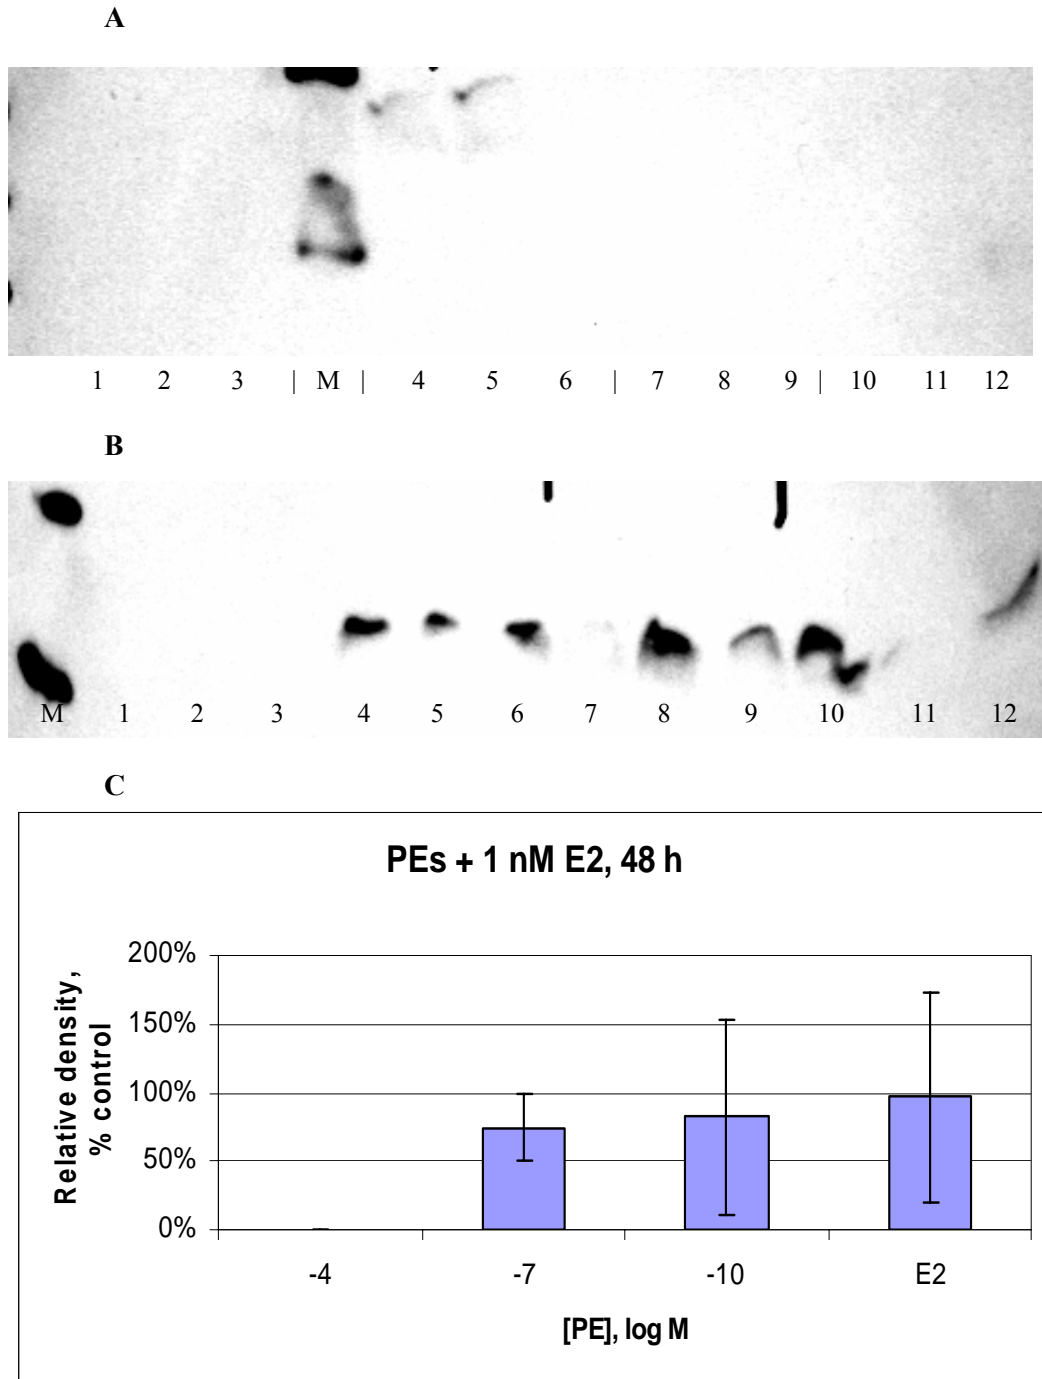 A
1 2 3 | M | 4 5 6 | 7 8 9 | 10 11 12
B
M 1 2 3 4 5 6 7 8 9 10 11 12
C
PEs + 1 nM E2, 48 h
Relative density,
% control
200%
150%
100%
50%
0%
-4 -7 -10 E2
[PE], log M